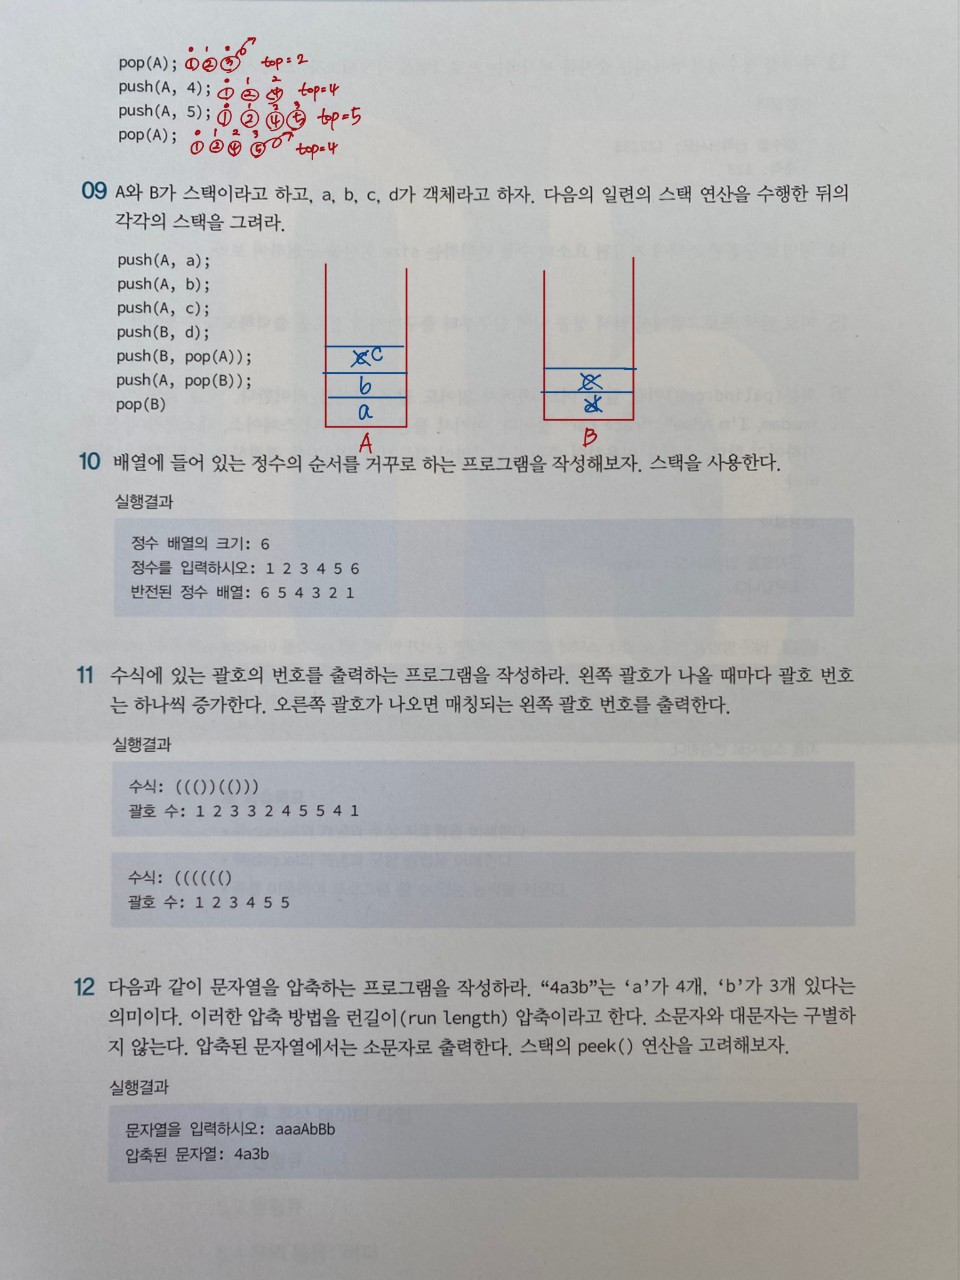 pop(A); ① ② ③ top=2
push(A, 4); ① ② ④ top=4
push(A, 5); ① ② ④ ⑤ top=5
pop(A); ① ② ④ ⑤ top=4
09 A와 B가 스택이라고 하고, a, b, c, d가 객체라고 하자. 다음의 일련의 스택 연산을 수행한 뒤의
각각의 스택을 그려라.
push(A, a);
push(A, b);
push(A, c);
push(B, d);
push(B, pop(A));
push(A, pop(B));
pop(B)
c c
b
a
A
c
d
B
10 배열에 들어 있는 정수의 순서를 거꾸로 하는 프로그램을 작성해보자. 스택을 사용한다.
실행결과
정수 배열의 크기: 6
정수를 입력하시오: 1 2 3 4 5 6
반전된 정수 배열: 6 5 4 3 2 1
11 수식에 있는 괄호의 번호를 출력하는 프로그램을 작성하라. 왼쪽 괄호가 나올 때마다 괄호 번호
는 하나씩 증가한다. 오른쪽 괄호가 나오면 매칭되는 왼쪽 괄호 번호를 출력한다.
실행결과
수식: ((())(()))
괄호 수: 1 2 3 3 2 4 5 5 4 1
수식: (((((()
괄호 수: 1 2 3 4 5 5
12 다음과 같이 문자열을 압축하는 프로그램을 작성하라. “4a3b”는 ‘a’가 4개, ‘b’가 3개 있다는
의미이다. 이러한 압축 방법을 런길이(run length) 압축이라고 한다. 소문자와 대문자는 구별하
지 않는다. 압축된 문자열에서는 소문자로 출력한다. 스택의 peek() 연산을 고려해보자.
실행결과
문자열을 입력하시오: aaaAbBb
압축된 문자열: 4a3b